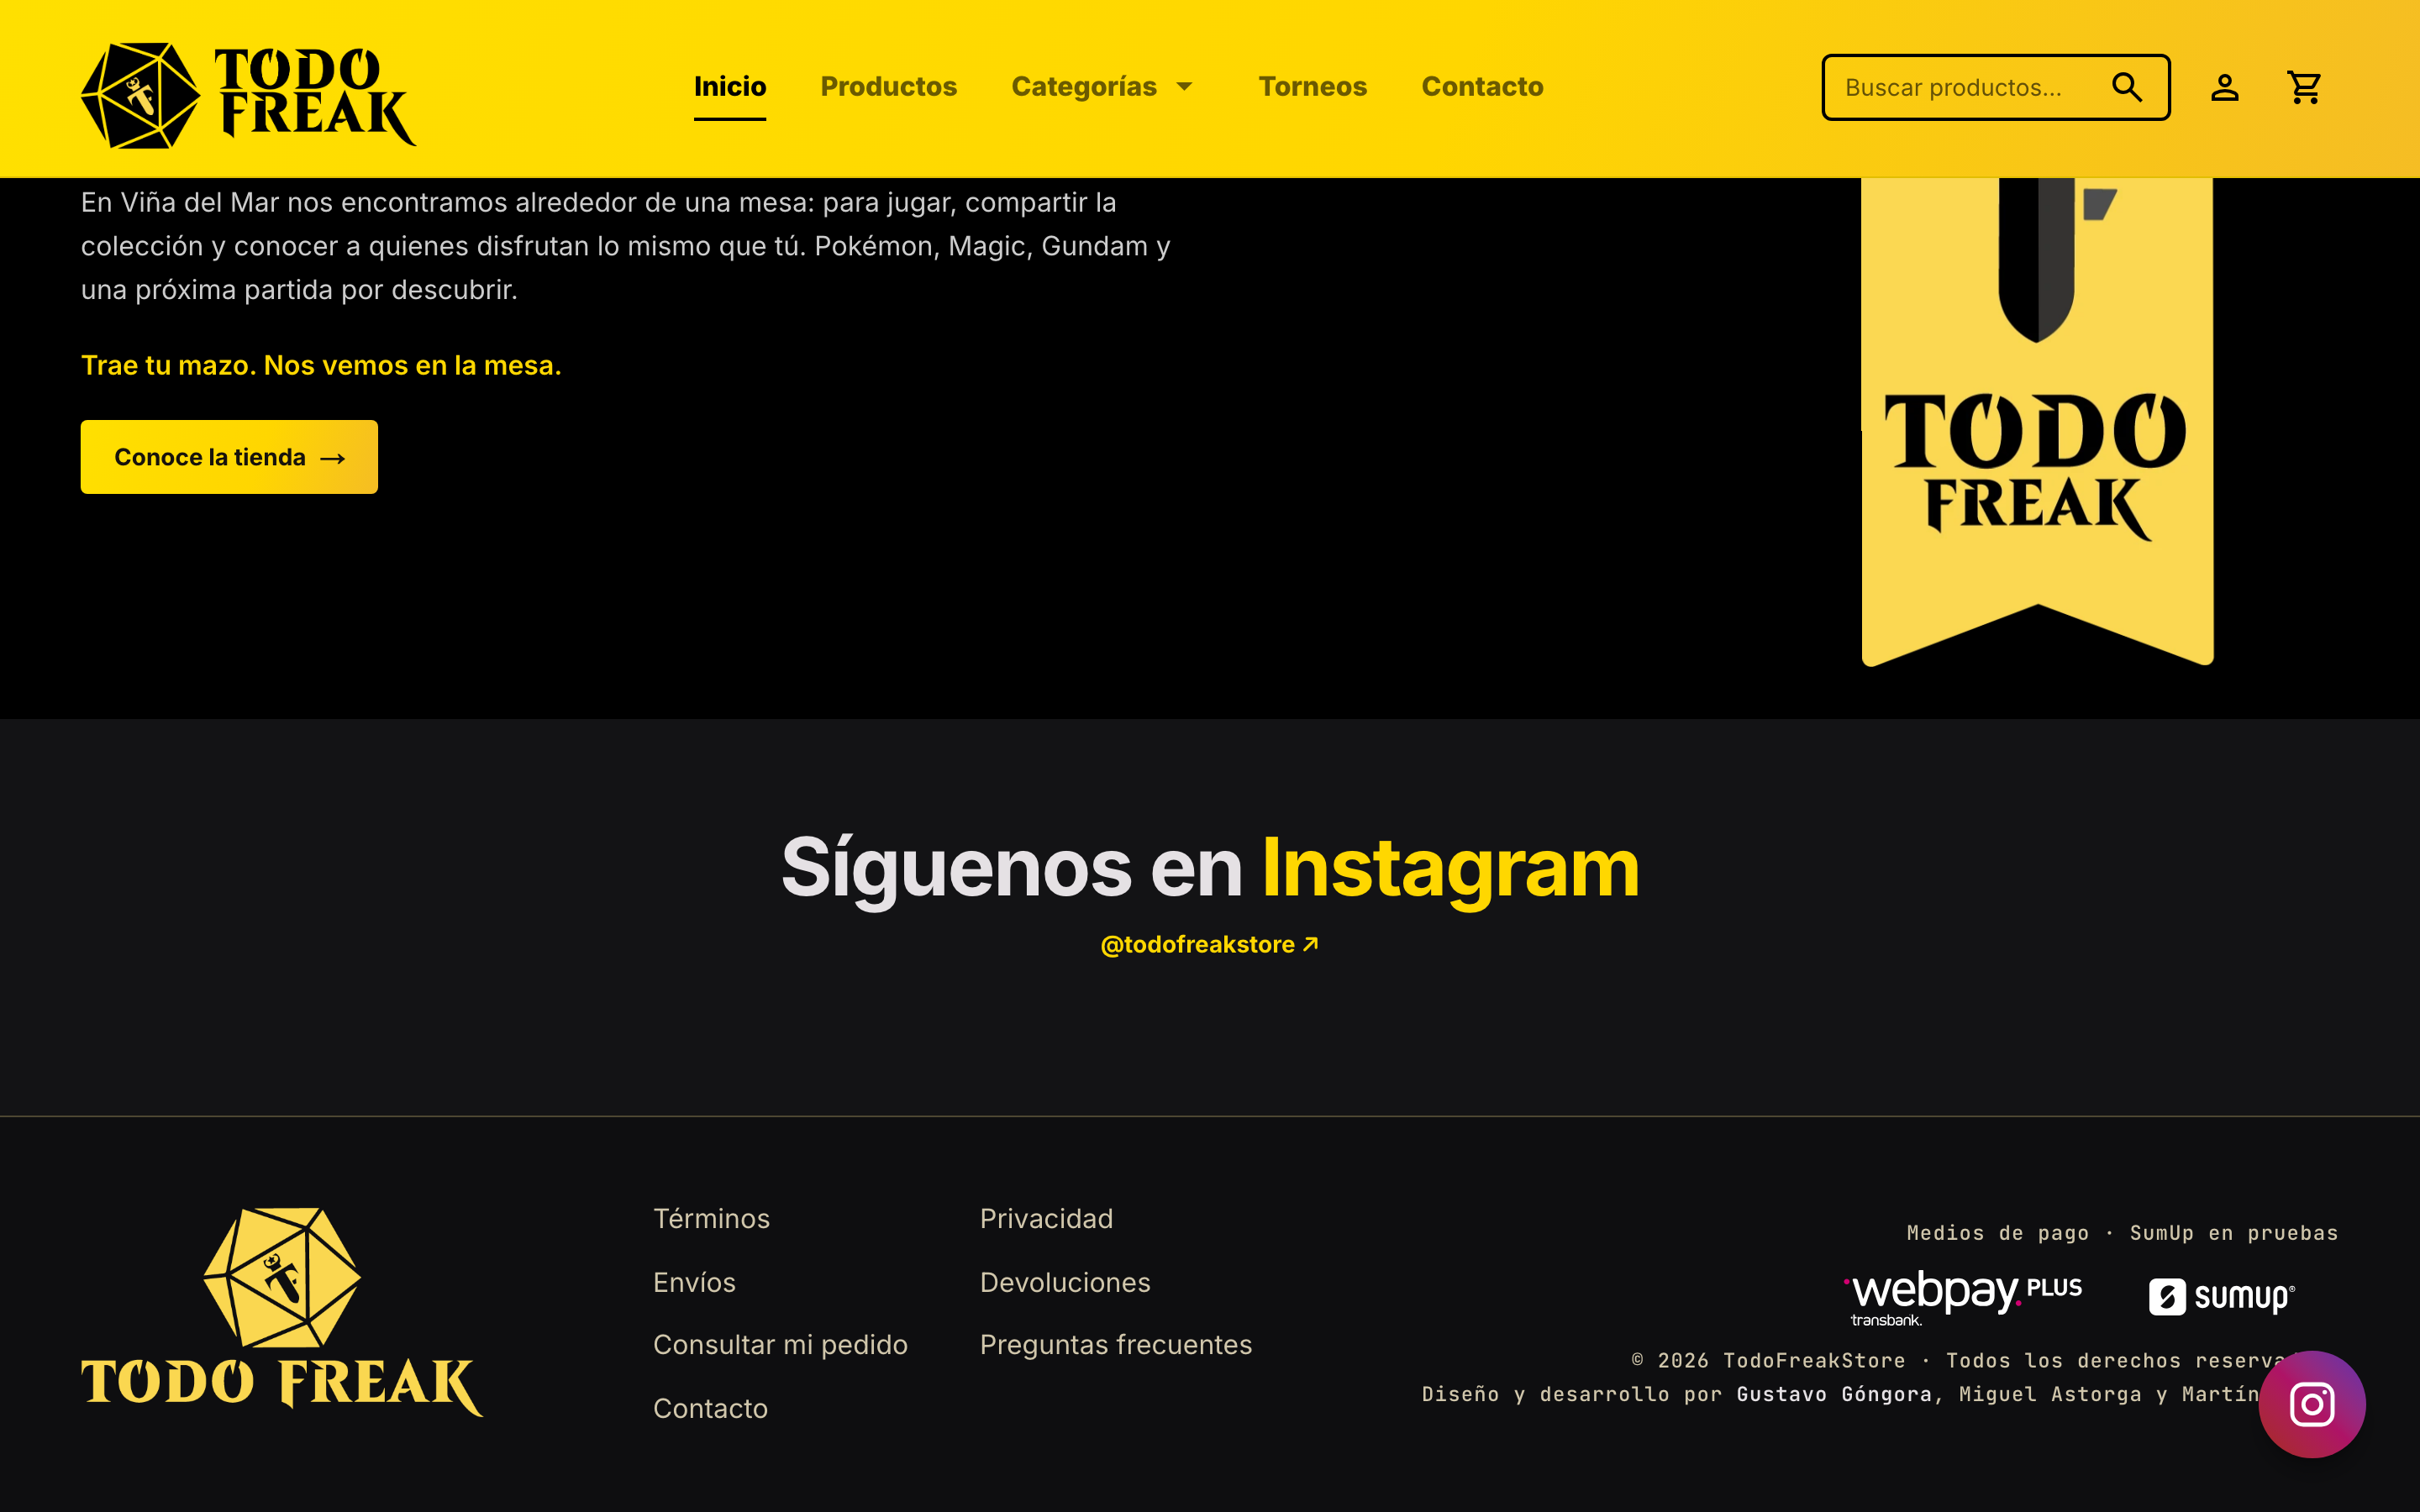 TODO
FREAK
Inicio
Productos
Categorías
Torneos
Contacto
Buscar productos...
En Viña del Mar nos encontramos alrededor de una mesa: para jugar, compartir la
colección y conocer a quienes disfrutan lo mismo que tú. Pokémon, Magic, Gundam y
una próxima partida por descubrir.
Trae tu mazo. Nos vemos en la mesa.
Conoce la tienda →
TODO
FREAK
Síguenos en Instagram
@todofreakstore ↗
TODO FREAK
Términos
Privacidad
Envíos
Devoluciones
Consultar mi pedido
Preguntas frecuentes
Contacto
Medios de pago · SumUp en pruebas
webpay PLUS
transbank.
sumup®
© 2026 TodoFreakStore · Todos los derechos
Diseño y desarrollo por Gustavo Góngora, Miguel Astorga y Martín